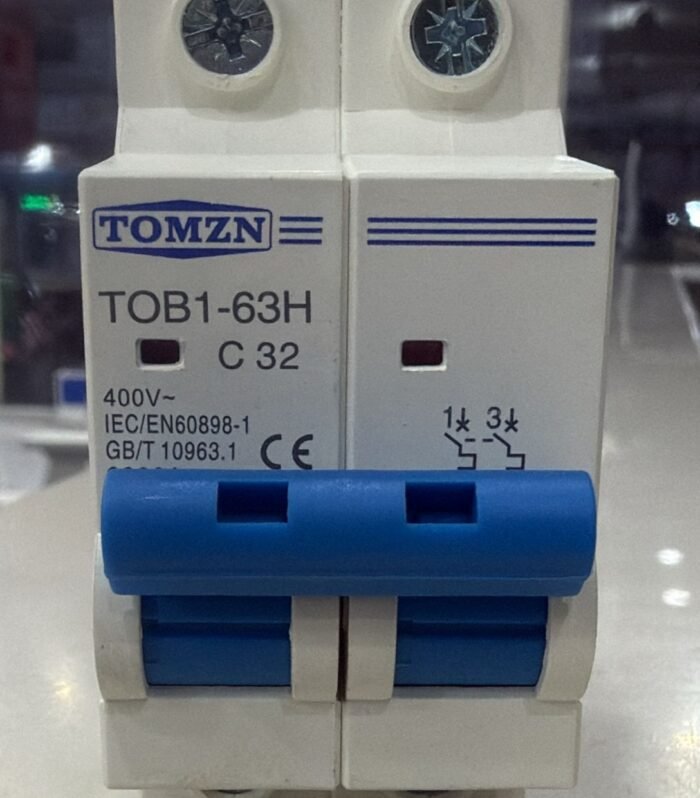 TOMZN
TOB1-63H
C 32
400V~
IEC/EN60898-1
GB/T 10963.1
CE
1 3